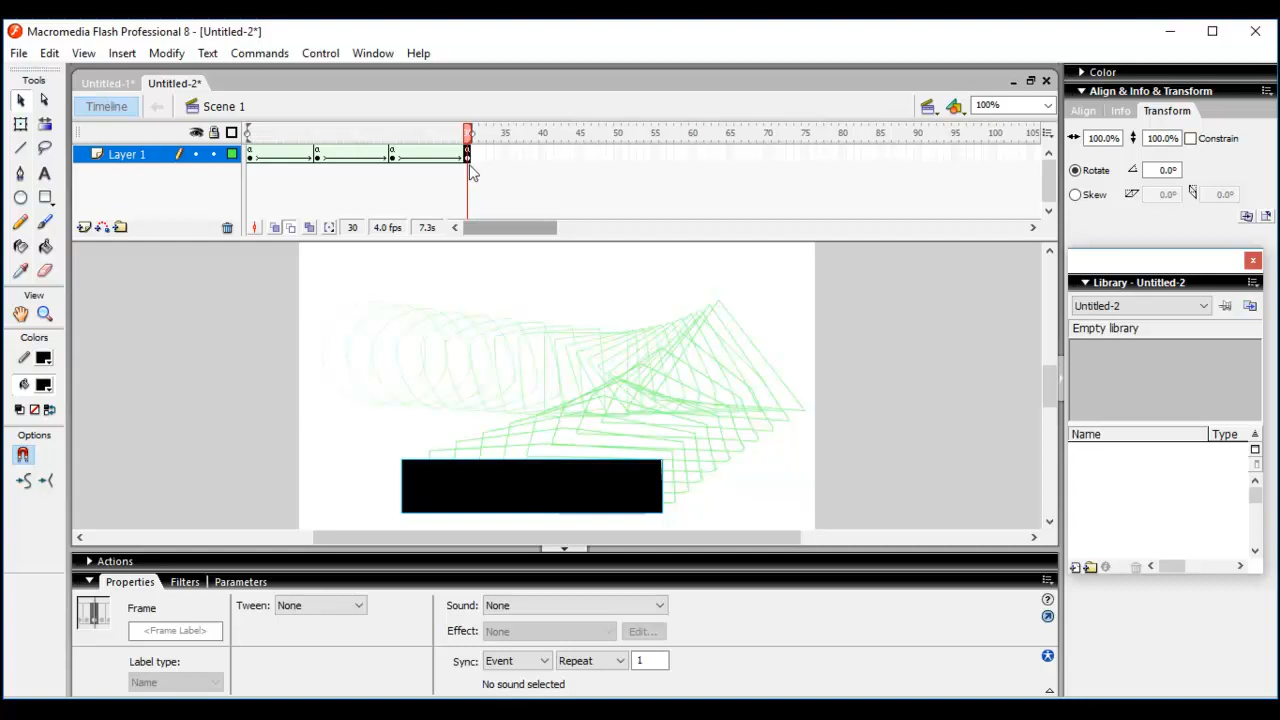 Macromedia Flash Professional 8 - [Untitled-2*]
File Edit View Insert Modify Text Commands Control Window Help
Tools
Untitled-1* Untitled-2*
Timeline Scene 1 100%
5 35 40 45 50 55 60 65 70 75 80 85 90 95 100 105
Layer 1
30 4.0 fps 7.3s
View
Colors
Options
Color
Align & Info & Transform
Align Info Transform
100.0% 100.0% Constrain
Rotate 0.0°
Skew 0.0° 0.0°
Library - Untitled-2
Untitled-2
Empty library
Name Type
Actions
Properties Filters Parameters
Frame Tween: None Sound: None
<Frame Label> Effect: None Edit...
Label type: Sync: Event Repeat 1
Name No sound selected